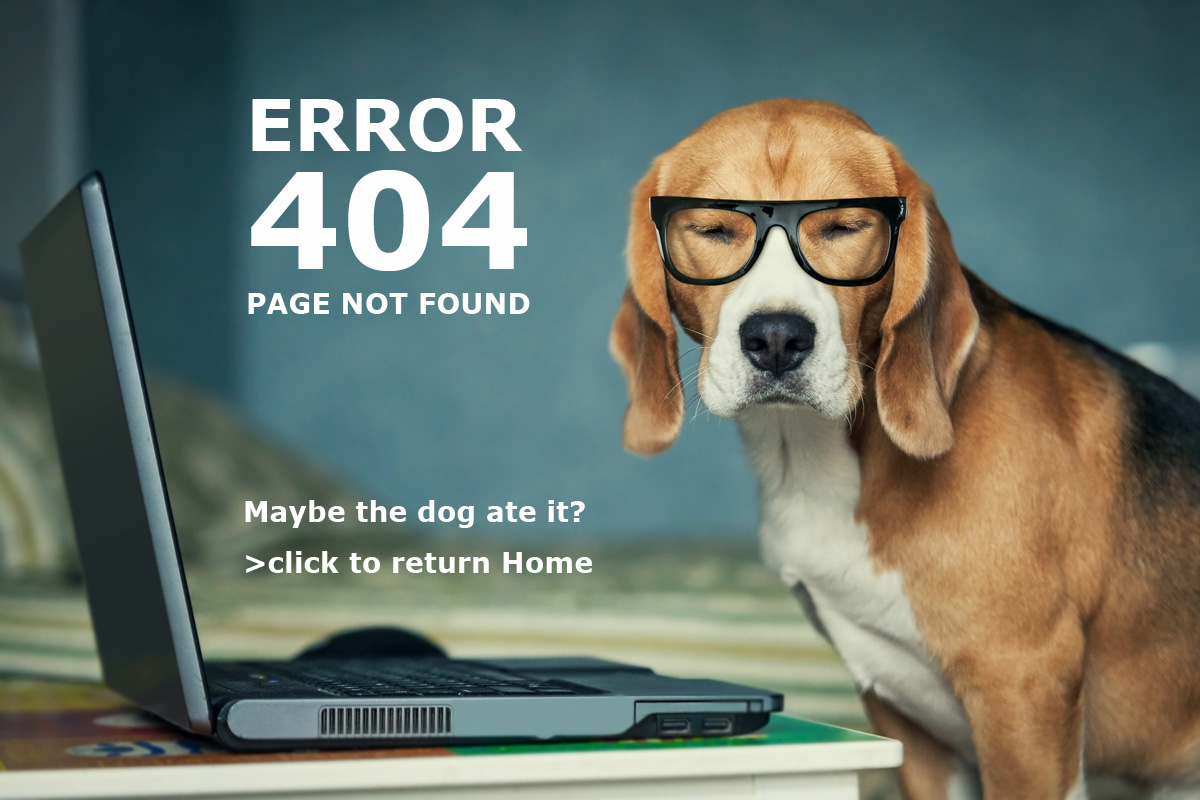 ERROR
404
PAGE NOT FOUND
Maybe the dog ate it?
>click to return Home